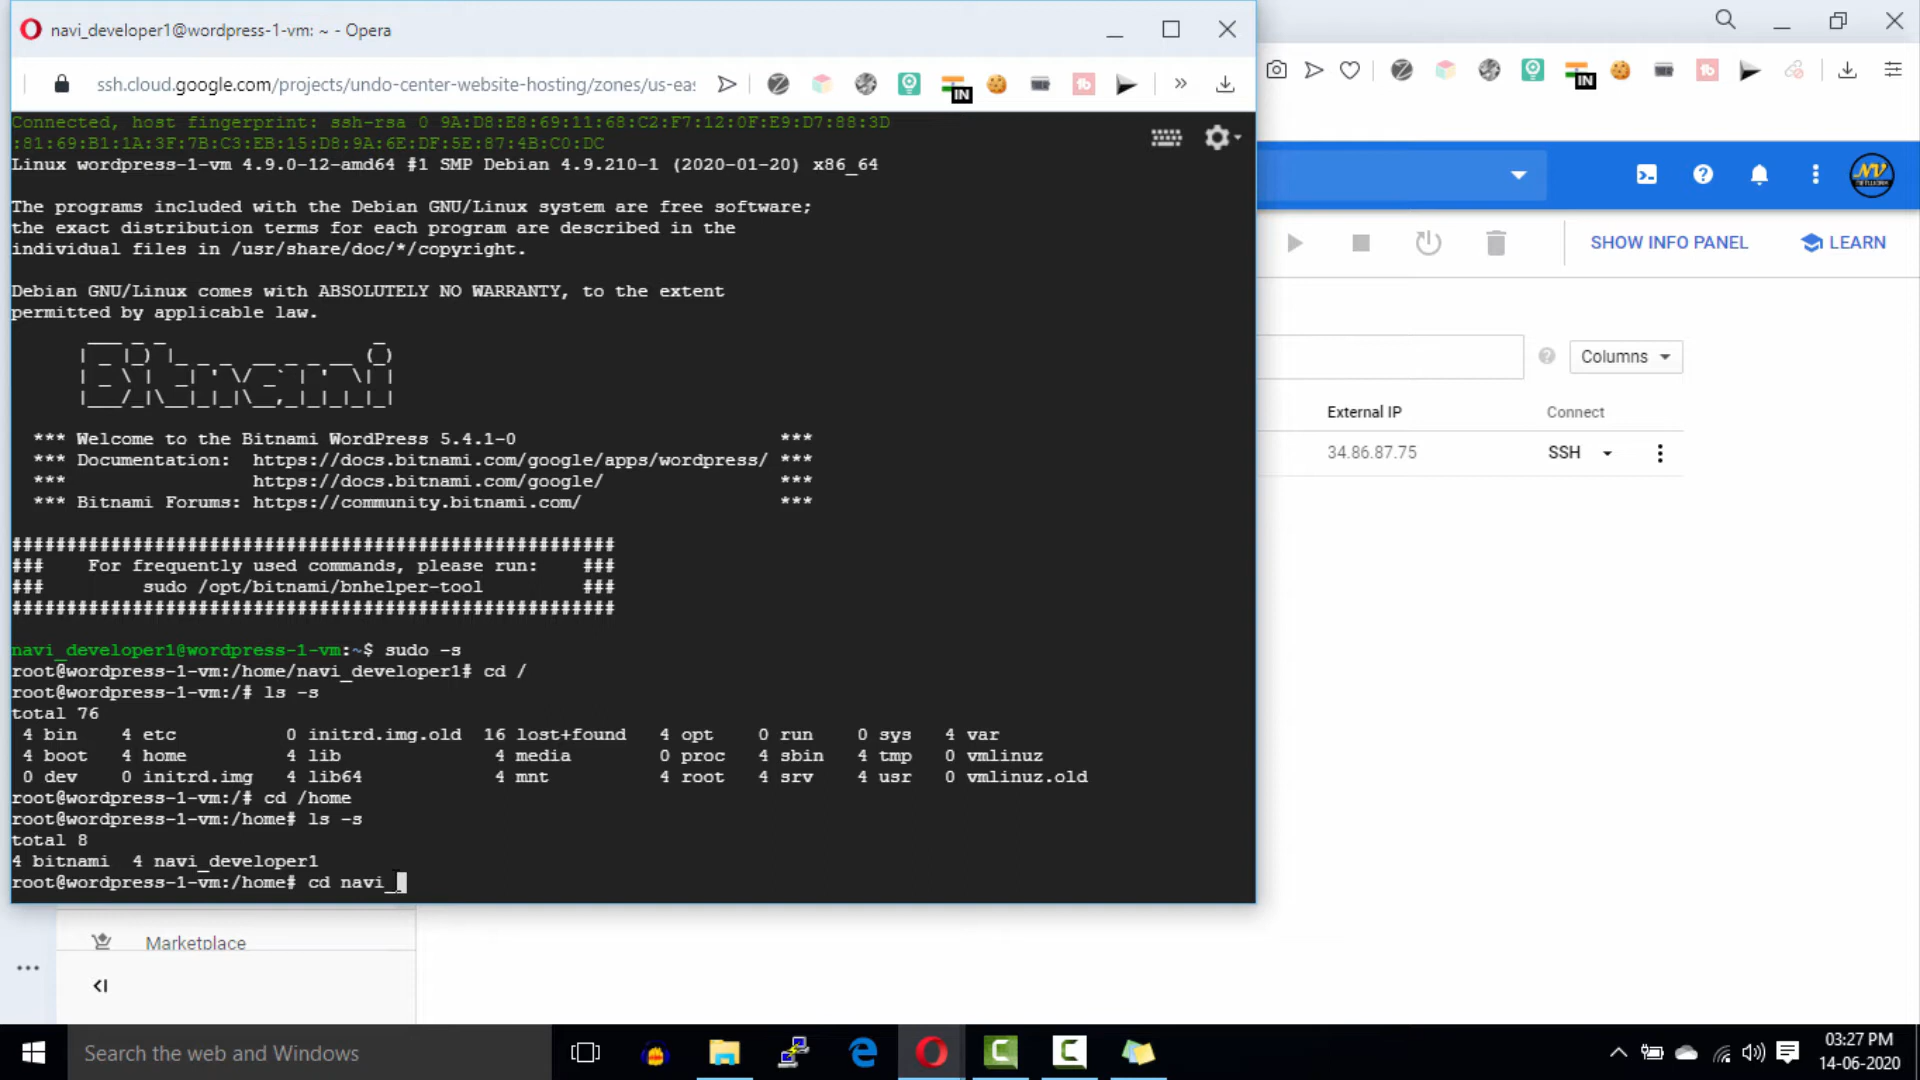 navi_developer1@wordpress-1-vm: ~ - Opera
ssh.cloud.google.com/projects/undo-center-website-hosting/zones/us-eas
IN
IN
Connected, host fingerprint: ssh-rsa 0 9A:D8:E8:69:11:68:C2:F7:12:0F:E9:D7:88:3D
:81:69:B1:1A:3F:7B:C3:EB:15:D8:9A:6E:DF:5E:87:4B:C0:DC
Linux wordpress-1-vm 4.9.0-12-amd64 #1 SMP Debian 4.9.210-1 (2020-01-20) x86_64
The programs included with the Debian GNU/Linux system are free software;
the exact distribution terms for each program are described in the
individual files in /usr/share/doc/*/copyright.
Debian GNU/Linux comes with ABSOLUTELY NO WARRANTY, to the extent
permitted by applicable law.
Bitnami
*** Welcome to the Bitnami WordPress 5.4.1-0 ***
*** Documentation: https://docs.bitnami.com/google/apps/wordpress/ ***
*** https://docs.bitnami.com/google/ ***
*** Bitnami Forums: https://community.bitnami.com/ ***
#######################################################
### For frequently used commands, please run: ###
### sudo /opt/bitnami/bnhelper-tool ###
#######################################################
navi_developer1@wordpress-1-vm:~$ sudo -s
root@wordpress-1-vm:/home/navi_developer1# cd /
root@wordpress-1-vm:/# ls -s
total 76
4 bin 4 etc 0 initrd.img.old 16 lost+found 4 opt 0 run 0 sys 4 var
4 boot 4 home 4 lib 4 media 0 proc 4 sbin 4 tmp 0 vmlinuz
0 dev 0 initrd.img 4 lib64 4 mnt 4 root 4 srv 4 usr 0 vmlinuz.old
root@wordpress-1-vm:/# cd /home
root@wordpress-1-vm:/home# ls -s
total 8
4 bitnami 4 navi_developer1
root@wordpress-1-vm:/home# cd navi_
SHOW INFO PANEL
LEARN
Columns
External IP
Connect
34.86.87.75
SSH
Marketplace
Search the web and Windows
03:27 PM
14-06-2020